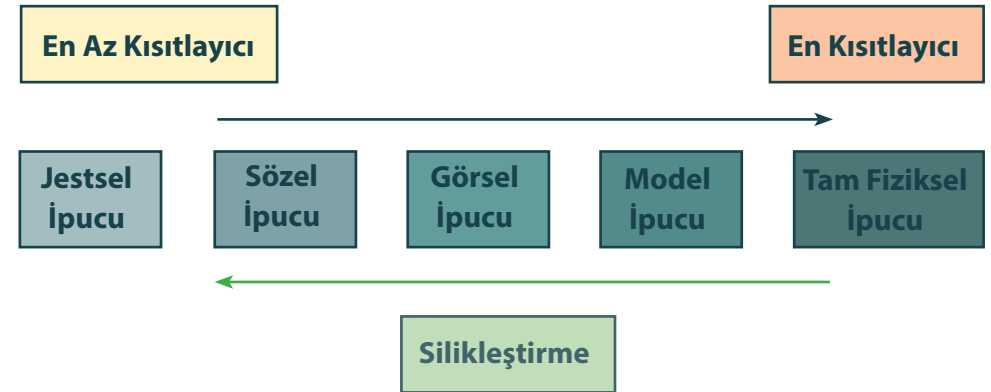 En Az Kısıtlayıcı
En Kısıtlayıcı
Jestsel
İpucu
Sözel
İpucu
Görsel
İpucu
Model
İpucu
Tam Fiziksel
İpucu
Silikleştirme